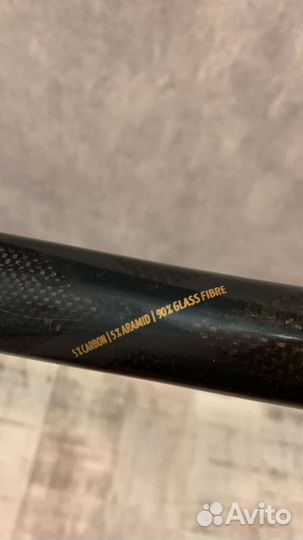 5% CARBON | 5% ARAMID | 90% GLASS FIBRE
Avito